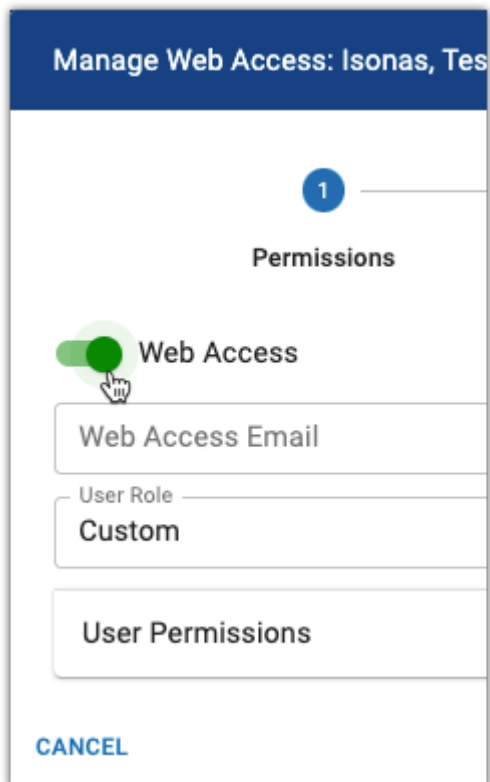 Manage Web Access: Isonas, Tes
1
Permissions
Web Access
Web Access Email
User Role
Custom
User Permissions
CANCEL